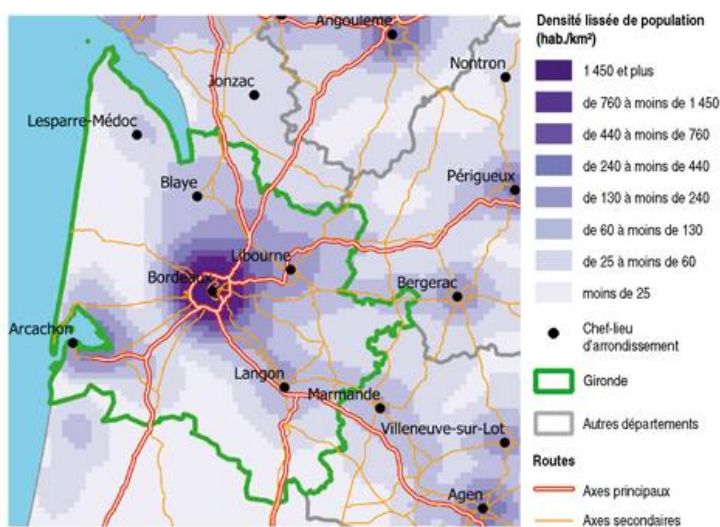 Angoulême
Nontron
Jonzac
Lesparre-Médoc
Périgueux
Blaye
Libourne
Bordeaux
Bergerac
Arcachon
Langon
Marmande
Villeneuve-sur-Lot
Agen
Densité lissée de population
(hab./km²)
1 450 et plus
de 760 à moins de 1 450
de 440 à moins de 760
de 240 à moins de 440
de 130 à moins de 240
de 60 à moins de 130
de 25 à moins de 60
moins de 25
Chef-lieu
d'arrondissement
Gironde
Autres départements
Routes
Axes principaux
Axes secondaires